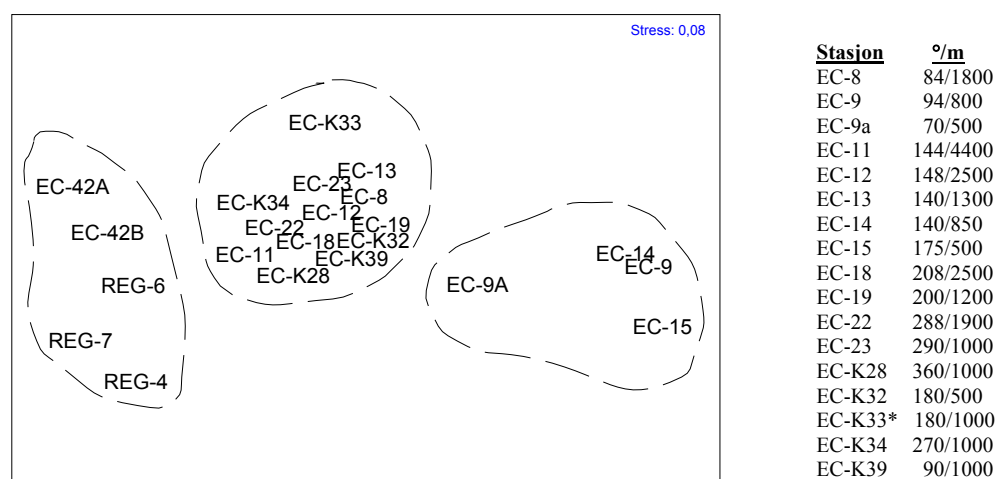 Stress: 0,08
EC-K33
EC-13
EC-42A
EC-23
EC-8
EC-K34
EC-12
EC-19
EC-42B
EC-22
EC-18
EC-K32
EC-11
EC-K39
EC-14
EC-9
EC-K28
EC-9A
REG-6
EC-15
REG-7
REG-4
Stasjon °/m
EC-8 84/1800
EC-9 94/800
EC-9a 70/500
EC-11 144/4400
EC-12 148/2500
EC-13 140/1300
EC-14 140/850
EC-15 175/500
EC-18 208/2500
EC-19 200/1200
EC-22 288/1900
EC-23 290/1000
EC-K28 360/1000
EC-K32 180/500
EC-K33* 180/1000
EC-K34 270/1000
EC-K39 90/1000